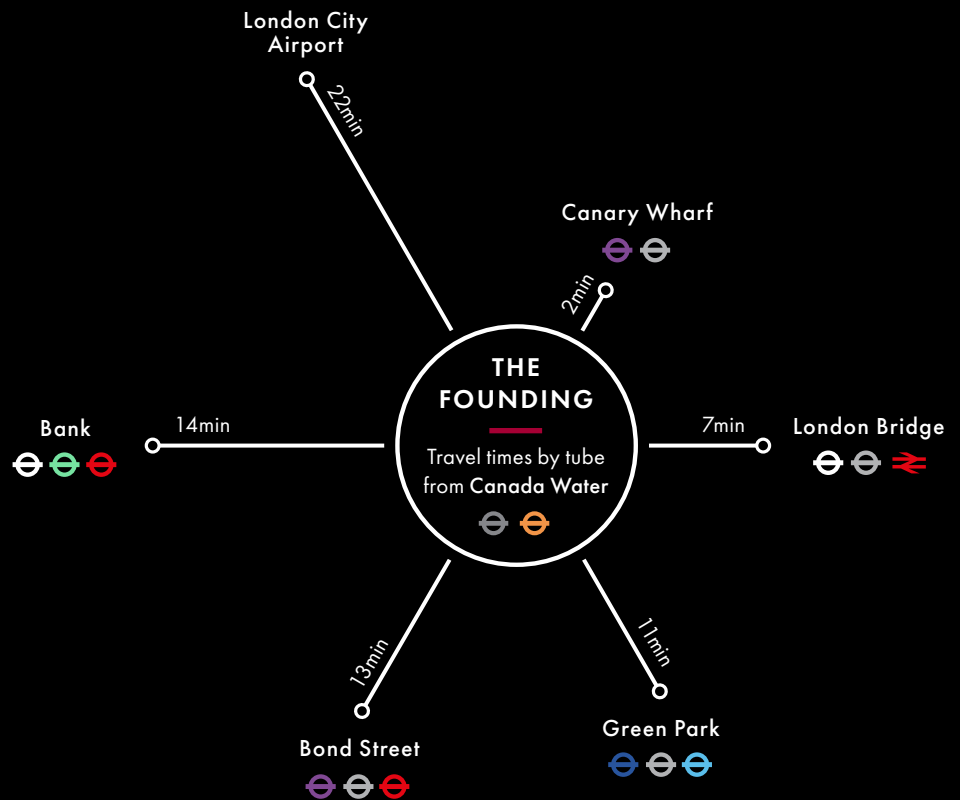 London City
Airport
22min
Canary Wharf
2min
THE
FOUNDING
Travel times by tube
from Canada Water
Bank
14min
7min
London Bridge
13min
Bond Street
11min
Green Park